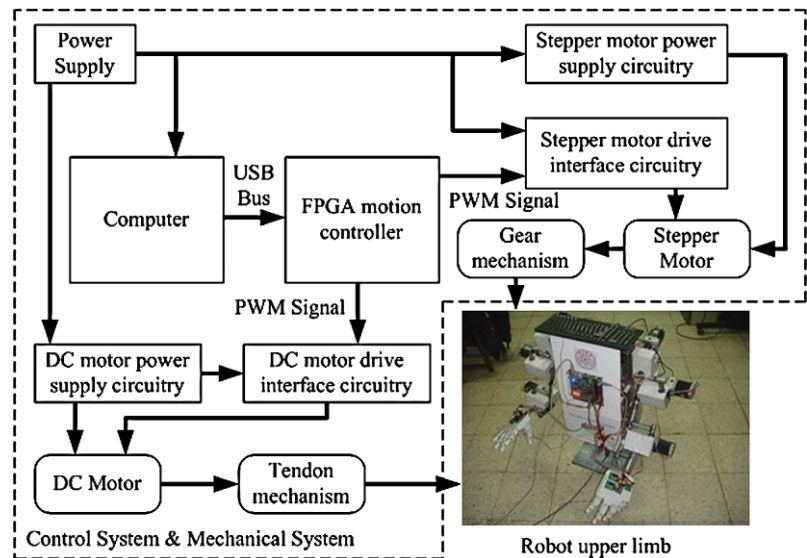 Power
Supply
Stepper motor power
supply circuitry
Stepper motor drive
interface circuitry
USB
Bus
Computer
FPGA motion
controller
PWM Signal
Gear
mechanism
Stepper
Motor
PWM Signal
DC motor power
supply circuitry
DC motor drive
interface circuitry
DC Motor
Tendon
mechanism
Control System & Mechanical System
Robot upper limb